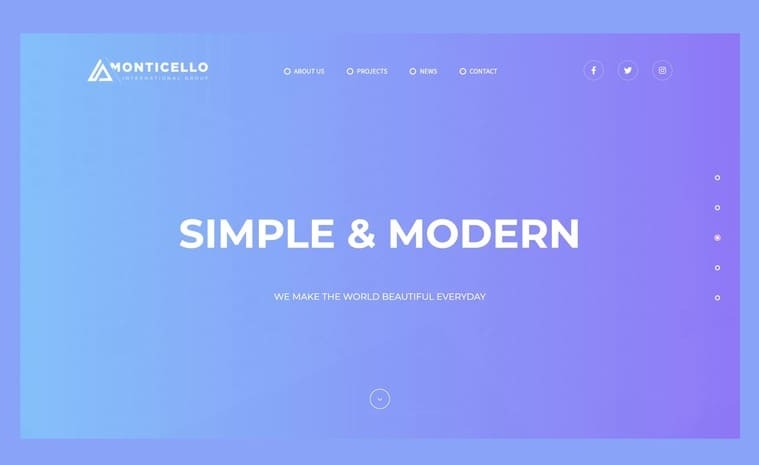 MONTICELLO
INTERNATIONAL GROUP
ABOUT US
PROJECTS
NEWS
CONTACT
SIMPLE & MODERN
WE MAKE THE WORLD BEAUTIFUL EVERYDAY